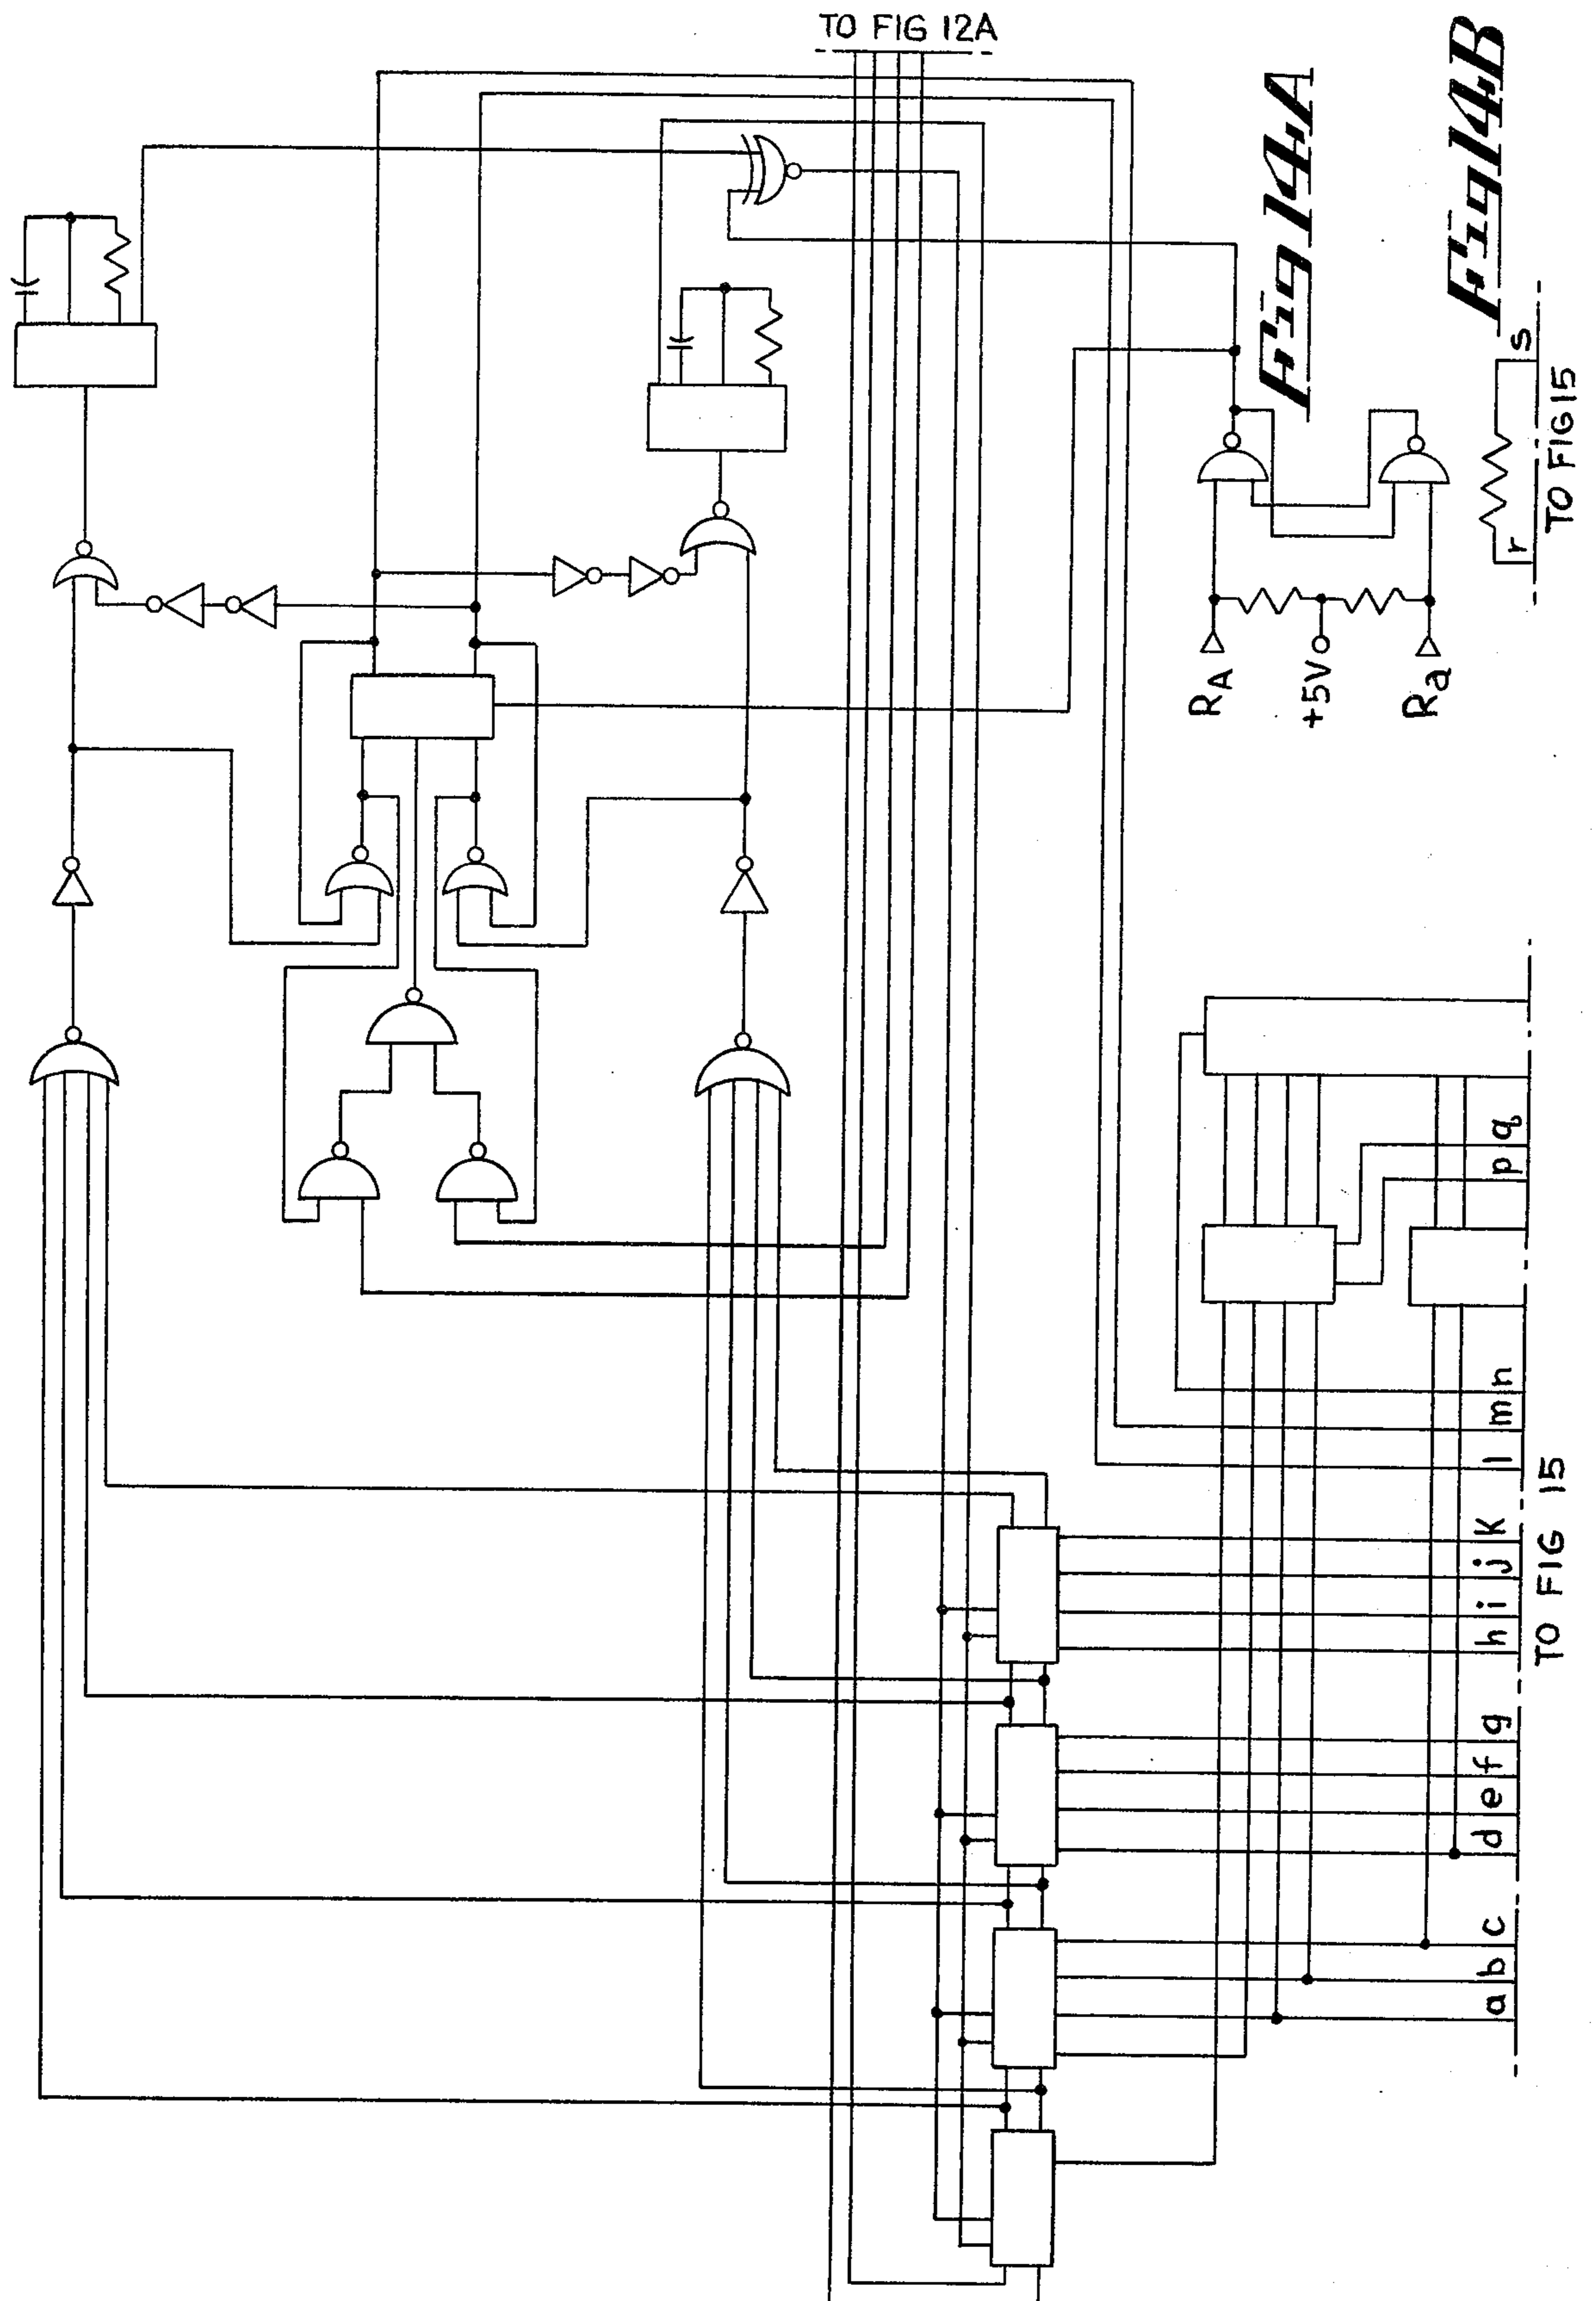 TO FIG 12A
Fig 14A
Fig 14B
RA
+5V
Ra
r
s
TO FIG 15
a b c d e f g h i j k l m n p q
TO FIG 15